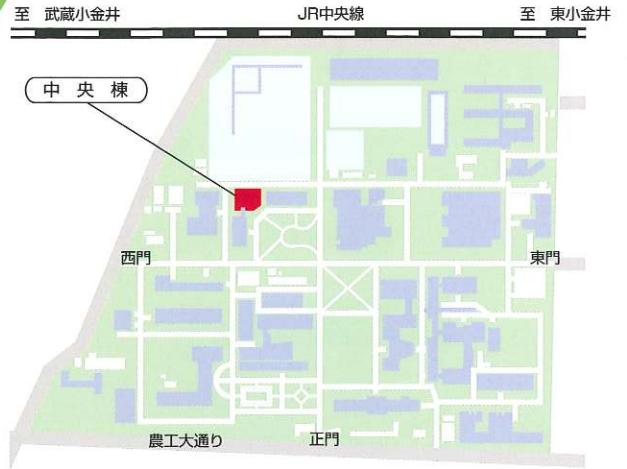 至 武蔵小金井
JR中央線
至 東小金井
中央棟
西門
東門
農工大通り
正門